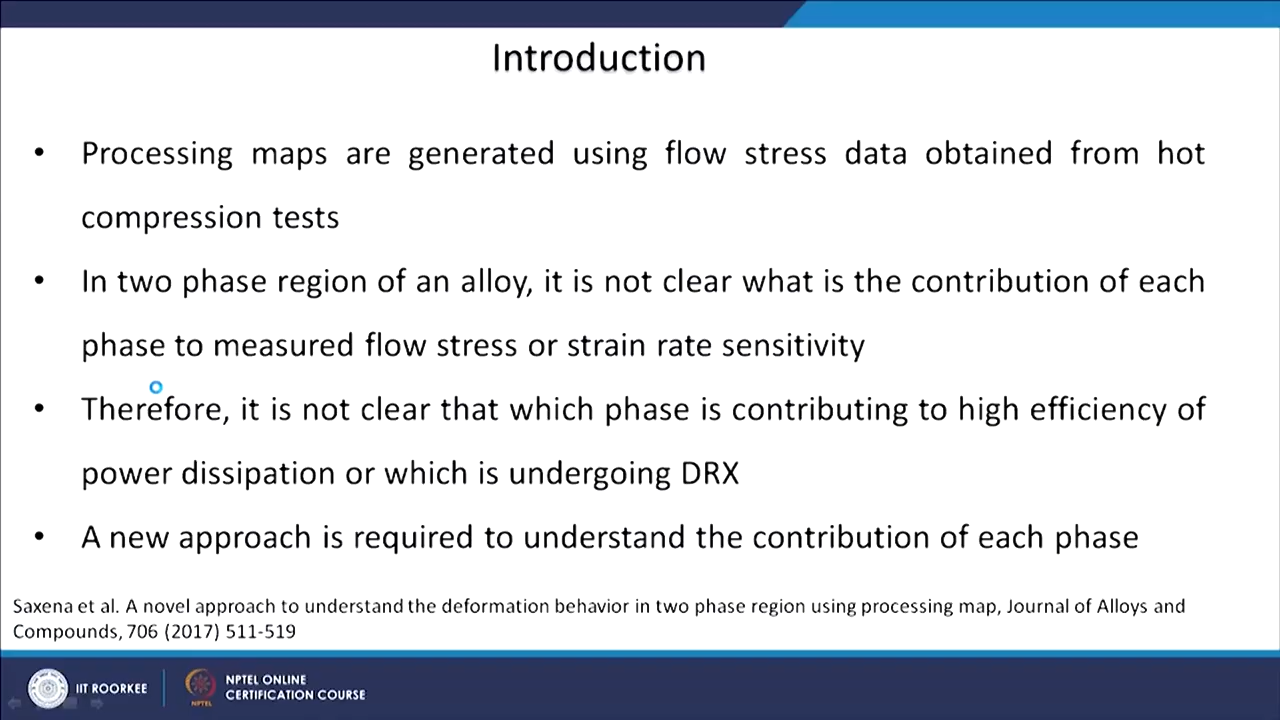 Introduction
• Processing maps are generated using flow stress data obtained from hot
compression tests
• In two phase region of an alloy, it is not clear what is the contribution of each
phase to measured flow stress or strain rate sensitivity
• Therefore, it is not clear that which phase is contributing to high efficiency of
power dissipation or which is undergoing DRX
• A new approach is required to understand the contribution of each phase
Saxena et al. A novel approach to understand the deformation behavior in two phase region using processing map, Journal of Alloys and
Compounds, 706 (2017) 511-519
IIT ROORKEE
NPTEL
NPTEL ONLINE
CERTIFICATION COURSE